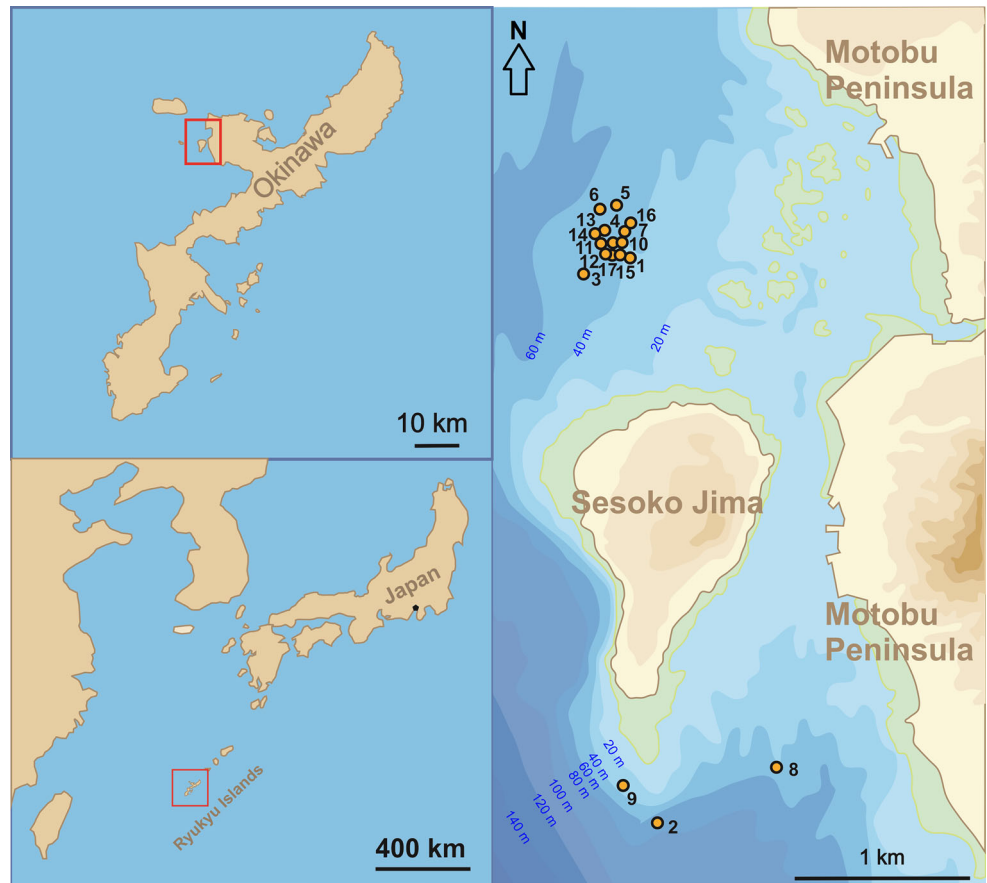 Okinawa
10 km
Japan
Ryukyu Islands
400 km
N
Motobu
Peninsula
6
5
13
4
16
14
7
11
10
12
17
15
1
3
60 m
40 m
20 m
Sesoko Jima
Motobu
Peninsula
20 m
40 m
60 m
80 m
100 m
120 m
140 m
8
9
2
1 km